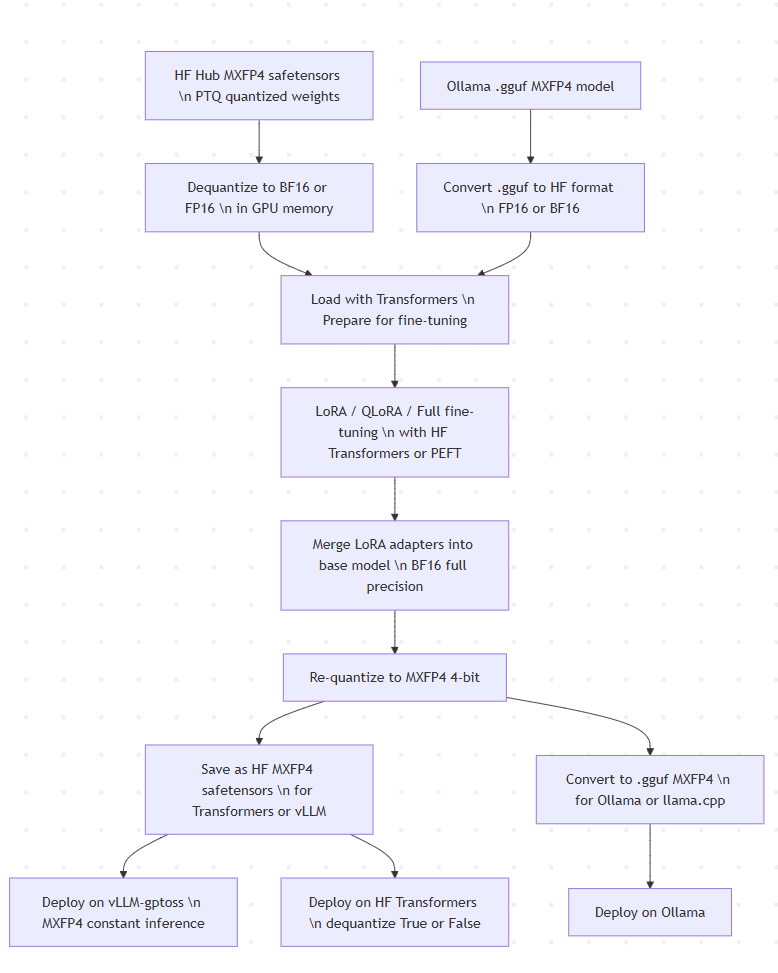 HF Hub MXFP4 safetensors
\n PTQ quantized weights
Ollama .gguf MXFP4 model
Dequantize to BF16 or
FP16 \n in GPU memory
Convert .gguf to HF format
\n FP16 or BF16
Load with Transformers \n
Prepare for fine-tuning
LoRA / QLoRA / Full fine-
tuning \n with HF
Transformers or PEFT
Merge LoRA adapters into
base model \n BF16 full
precision
Re-quantize to MXFP4 4-bit
Save as HF MXFP4
safetensors \n for
Transformers or vLLM
Convert to .gguf MXFP4 \n
for Ollama or llama.cpp
Deploy on vLLM-gptoss \n
MXFP4 constant inference
Deploy on HF Transformers
\n dequantize True or False
Deploy on Ollama